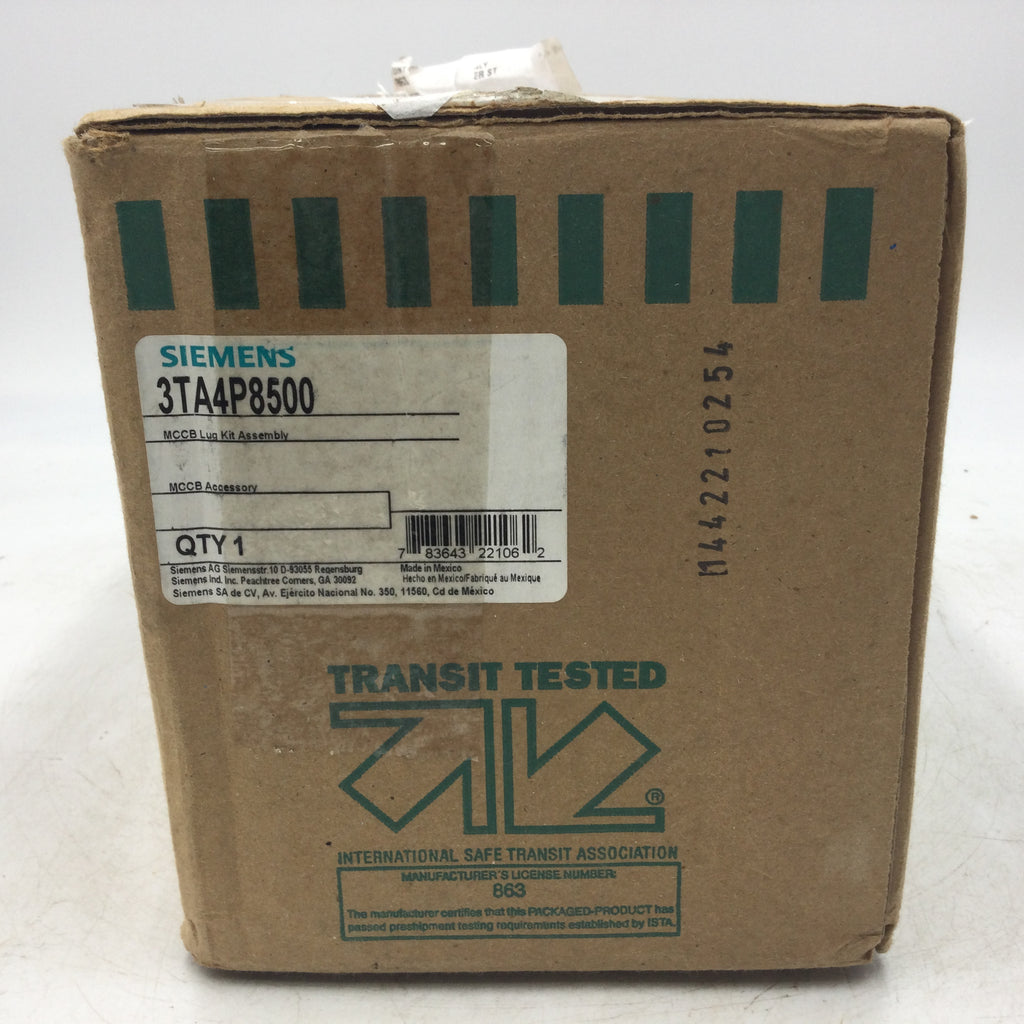 ER ST
SIEMENS
3TA4P8500
MCCB Lug Kit Assembly
MCCB Accessory
QTY 1
7 83643 22106 2
Siemens AG Siemensstr.10 D-93055 Regensburg
Siemens Ind. Inc. Peachtree Corners, GA 30092
Siemens SA de CV, Av. Ejército Nacional No. 350, 11560, Cd de México
Made in Mexico
Hecho en Mexico/Fabriqué au Mexique
1442210254
TRANSIT TESTED
®
INTERNATIONAL SAFE TRANSIT ASSOCIATION
MANUFACTURER'S LICENSE NUMBER:
863
The manufacturer certifies that this PACKAGED-PRODUCT has
passed preshipment testing requirements established by ISTA.